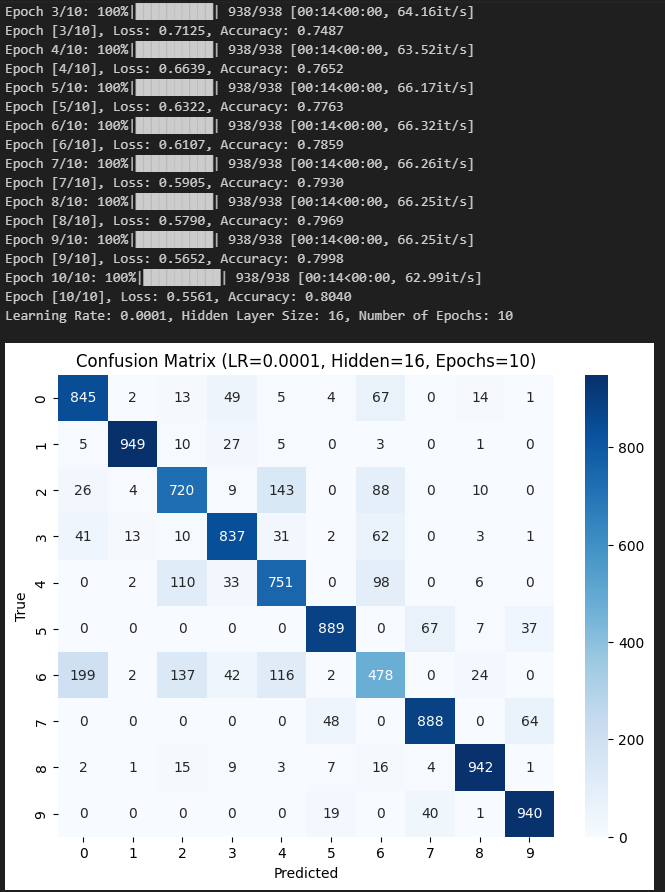 Epoch 3/10: 100%|██████████| 938/938 [00:14<00:00, 64.16it/s]
Epoch [3/10], Loss: 0.7125, Accuracy: 0.7487
Epoch 4/10: 100%|██████████| 938/938 [00:14<00:00, 63.52it/s]
Epoch [4/10], Loss: 0.6639, Accuracy: 0.7652
Epoch 5/10: 100%|██████████| 938/938 [00:14<00:00, 66.17it/s]
Epoch [5/10], Loss: 0.6322, Accuracy: 0.7763
Epoch 6/10: 100%|██████████| 938/938 [00:14<00:00, 66.32it/s]
Epoch [6/10], Loss: 0.6107, Accuracy: 0.7859
Epoch 7/10: 100%|██████████| 938/938 [00:14<00:00, 66.26it/s]
Epoch [7/10], Loss: 0.5905, Accuracy: 0.7930
Epoch 8/10: 100%|██████████| 938/938 [00:14<00:00, 66.25it/s]
Epoch [8/10], Loss: 0.5790, Accuracy: 0.7969
Epoch 9/10: 100%|██████████| 938/938 [00:14<00:00, 66.25it/s]
Epoch [9/10], Loss: 0.5652, Accuracy: 0.7998
Epoch 10/10: 100%|██████████| 938/938 [00:14<00:00, 62.99it/s]
Epoch [10/10], Loss: 0.5561, Accuracy: 0.8040
Learning Rate: 0.0001, Hidden Layer Size: 16, Number of Epochs: 10
Confusion Matrix (LR=0.0001, Hidden=16, Epochs=10)
0 845 2 13 49 5 4 67 0 14 1
1 5 949 10 27 5 0 3 0 1 0
2 26 4 720 9 143 0 88 0 10 0
3 41 13 10 837 31 2 62 0 3 1
4 0 2 110 33 751 0 98 0 6 0
5 0 0 0 0 0 889 0 67 7 37
6 199 2 137 42 116 2 478 0 24 0
7 0 0 0 0 0 48 0 888 0 64
8 2 1 15 9 3 7 16 4 942 1
9 0 0 0 0 0 19 0 40 1 940
0 1 2 3 4 5 6 7 8 9
Predicted
True
800
600
400
200
0